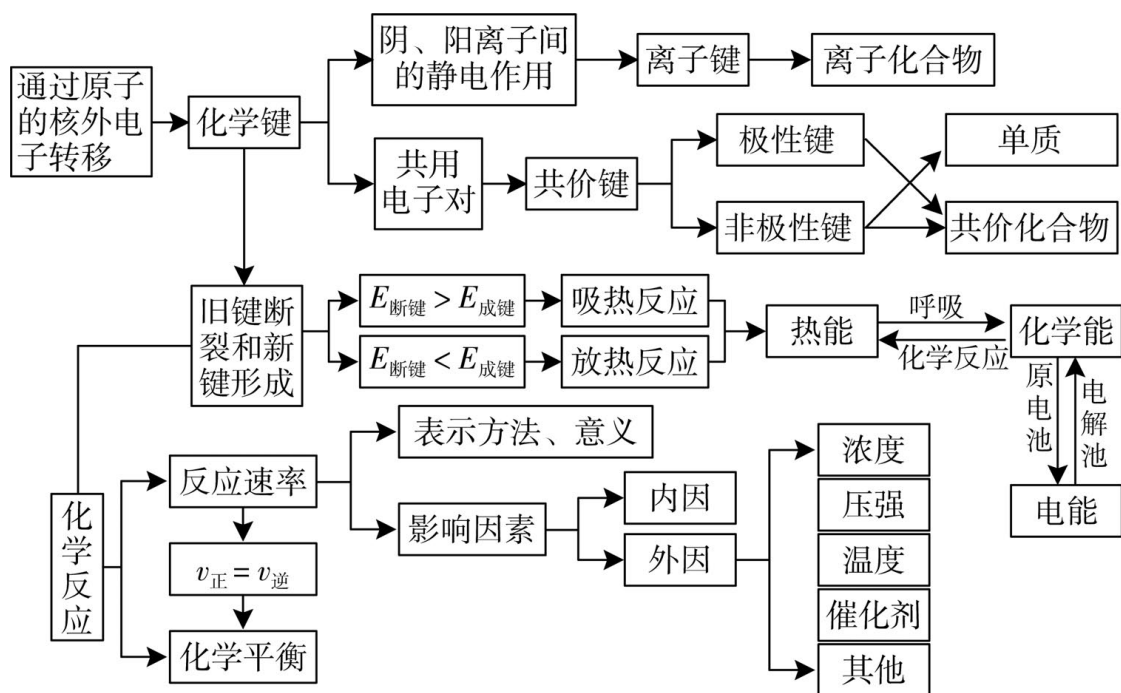 通过原子
的核外电
子转移
化学键
阴、阳离子间
的静电作用
离子键
离子化合物
共用
电子对
共价键
极性键
非极性键
单质
共价化合物
旧键断
裂和新
键形成
E断键 > E成键
吸热反应
E断键 < E成键
放热反应
热能
呼吸
化学反应
化学能
原电池
电解池
电能
化学反应
反应速率
v正 = v逆
化学平衡
表示方法、意义
影响因素
内因
外因
浓度
压强
温度
催化剂
其他